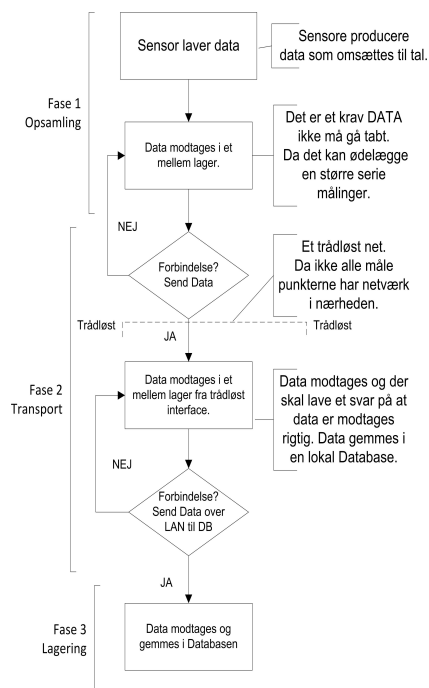 Sensor laver data
Sensore producere
data som omsættes til tal.
Fase 1
Opsamling
Data modtages i et
mellem lager.
Det er et krav DATA
ikke må gå tabt.
Da det kan ødelægge
en større serie
målinger.
NEJ
Forbindelse?
Send Data
Et trådløst net.
Da ikke alle måle
punkterne har netværk
i nærheden.
Trådløst
Trådløst
JA
Fase 2
Transport
Data modtages i et
mellem lager fra trådløst
interface.
Data modtages og der
skal lave et svar på at
data er modtages
rigtig. Data gemmes i
en lokal Database.
NEJ
Forbindelse?
Send Data over
LAN til DB
JA
Fase 3
Lagering
Data modtages og
gemmes i Databasen